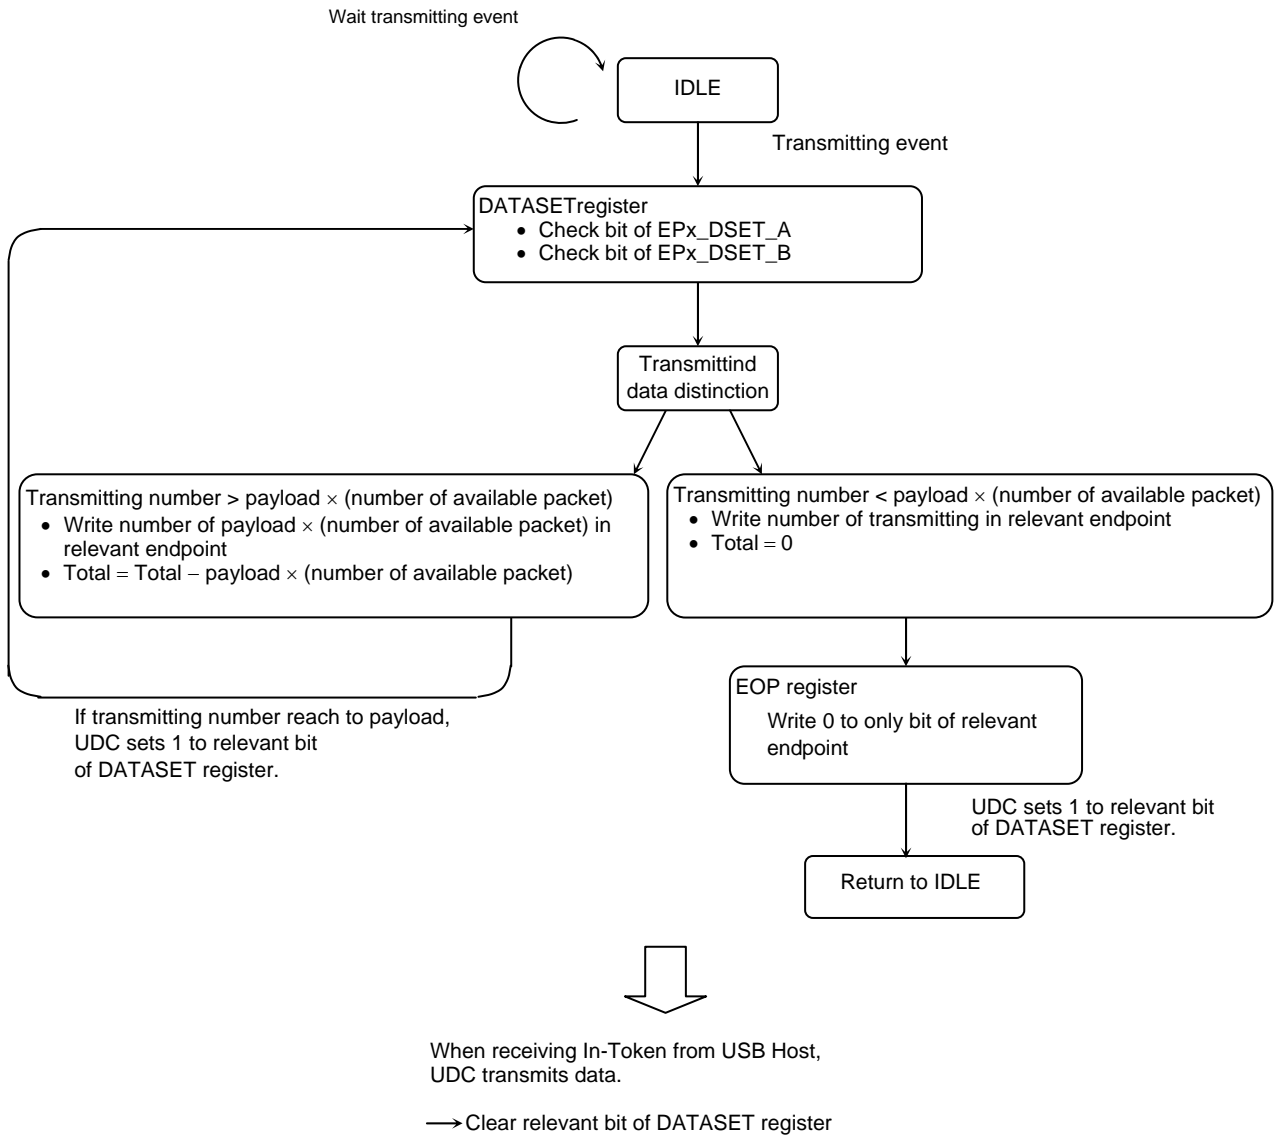 Wait transmitting event
IDLE
Transmitting event
DATASETregister
• Check bit of EPx_DSET_A
• Check bit of EPx_DSET_B
Transmittind
data distinction
Transmitting number > payload × (number of available packet)
• Write number of payload × (number of available packet) in
relevant endpoint
• Total = Total − payload × (number of available packet)
Transmitting number < payload × (number of available packet)
• Write number of transmitting in relevant endpoint
• Total = 0
If transmitting number reach to payload,
UDC sets 1 to relevant bit
of DATASET register.
EOP register
Write 0 to only bit of relevant
endpoint
UDC sets 1 to relevant bit
of DATASET register.
Return to IDLE
When receiving In-Token from USB Host,
UDC transmits data.
Clear relevant bit of DATASET register